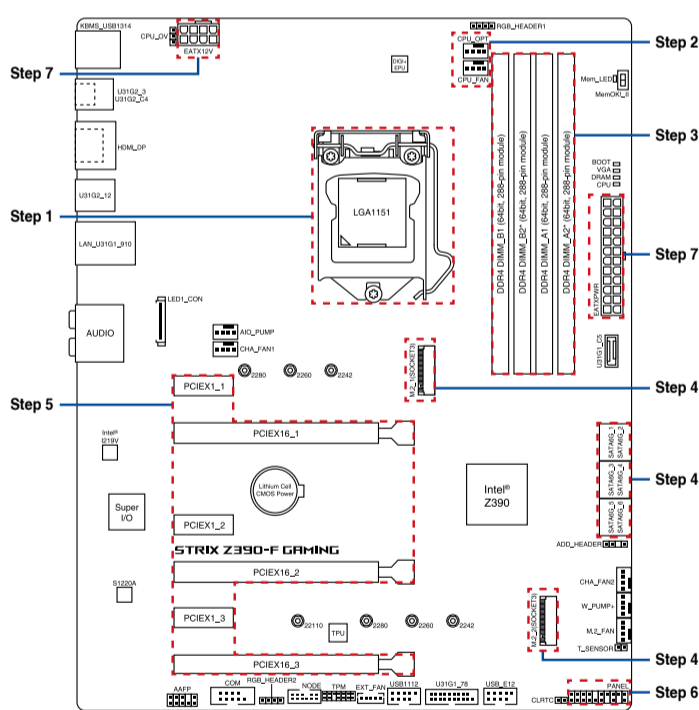 KBMS_USB1314
CPU_OV
EATX12V
Step 7
RGB_HEADER1
CPU_OPT
CPU_FAN
Step 2
DIGI+
EPU
U31G2_3
U31G2_C4
HDMI_DP
U31G2_12
LAN_U31G1_910
AUDIO
Step 1
LGA1151
DDR4 DIMM_B1 (64bit, 288-pin module)
DDR4 DIMM_B2* (64bit, 288-pin module)
DDR4 DIMM_A1 (64bit, 288-pin module)
DDR4 DIMM_A2* (64bit, 288-pin module)
Mem_LED
MemOK!_II
Step 3
BOOT
VGA
DRAM
CPU
EATXPWR
Step 7
U31G1_C5
LED1_CON
AIO_PUMP
CHA_FAN1
2280
2260
2242
M.2_1(SOCKET3)
Step 4
Step 5
PCIEX1_1
PCIEX16_1
Intel®
I219V
Lithium Cell
CMOS Power
Super
I/O
PCIEX1_2
STRIX Z390-F GAMING
PCIEX16_2
Intel®
Z390
SATA6G_1
SATA6G_2
SATA6G_3
SATA6G_4
SATA6G_5
SATA6G_6
Step 4
ADD_HEADER
S1220A
PCIEX1_3
22110
TPU
2280
2260
2242
M.2_2(SOCKET3)
CHA_FAN2
W_PUMP+
M.2_FAN
T_SENSOR
Step 4
PCIEX16_3
AAFP
COM
RGB_HEADER2
NODE
TPM
EXT_FAN
USB1112
U31G1_78
USB_E12
CLRTC
PANEL
Step 6